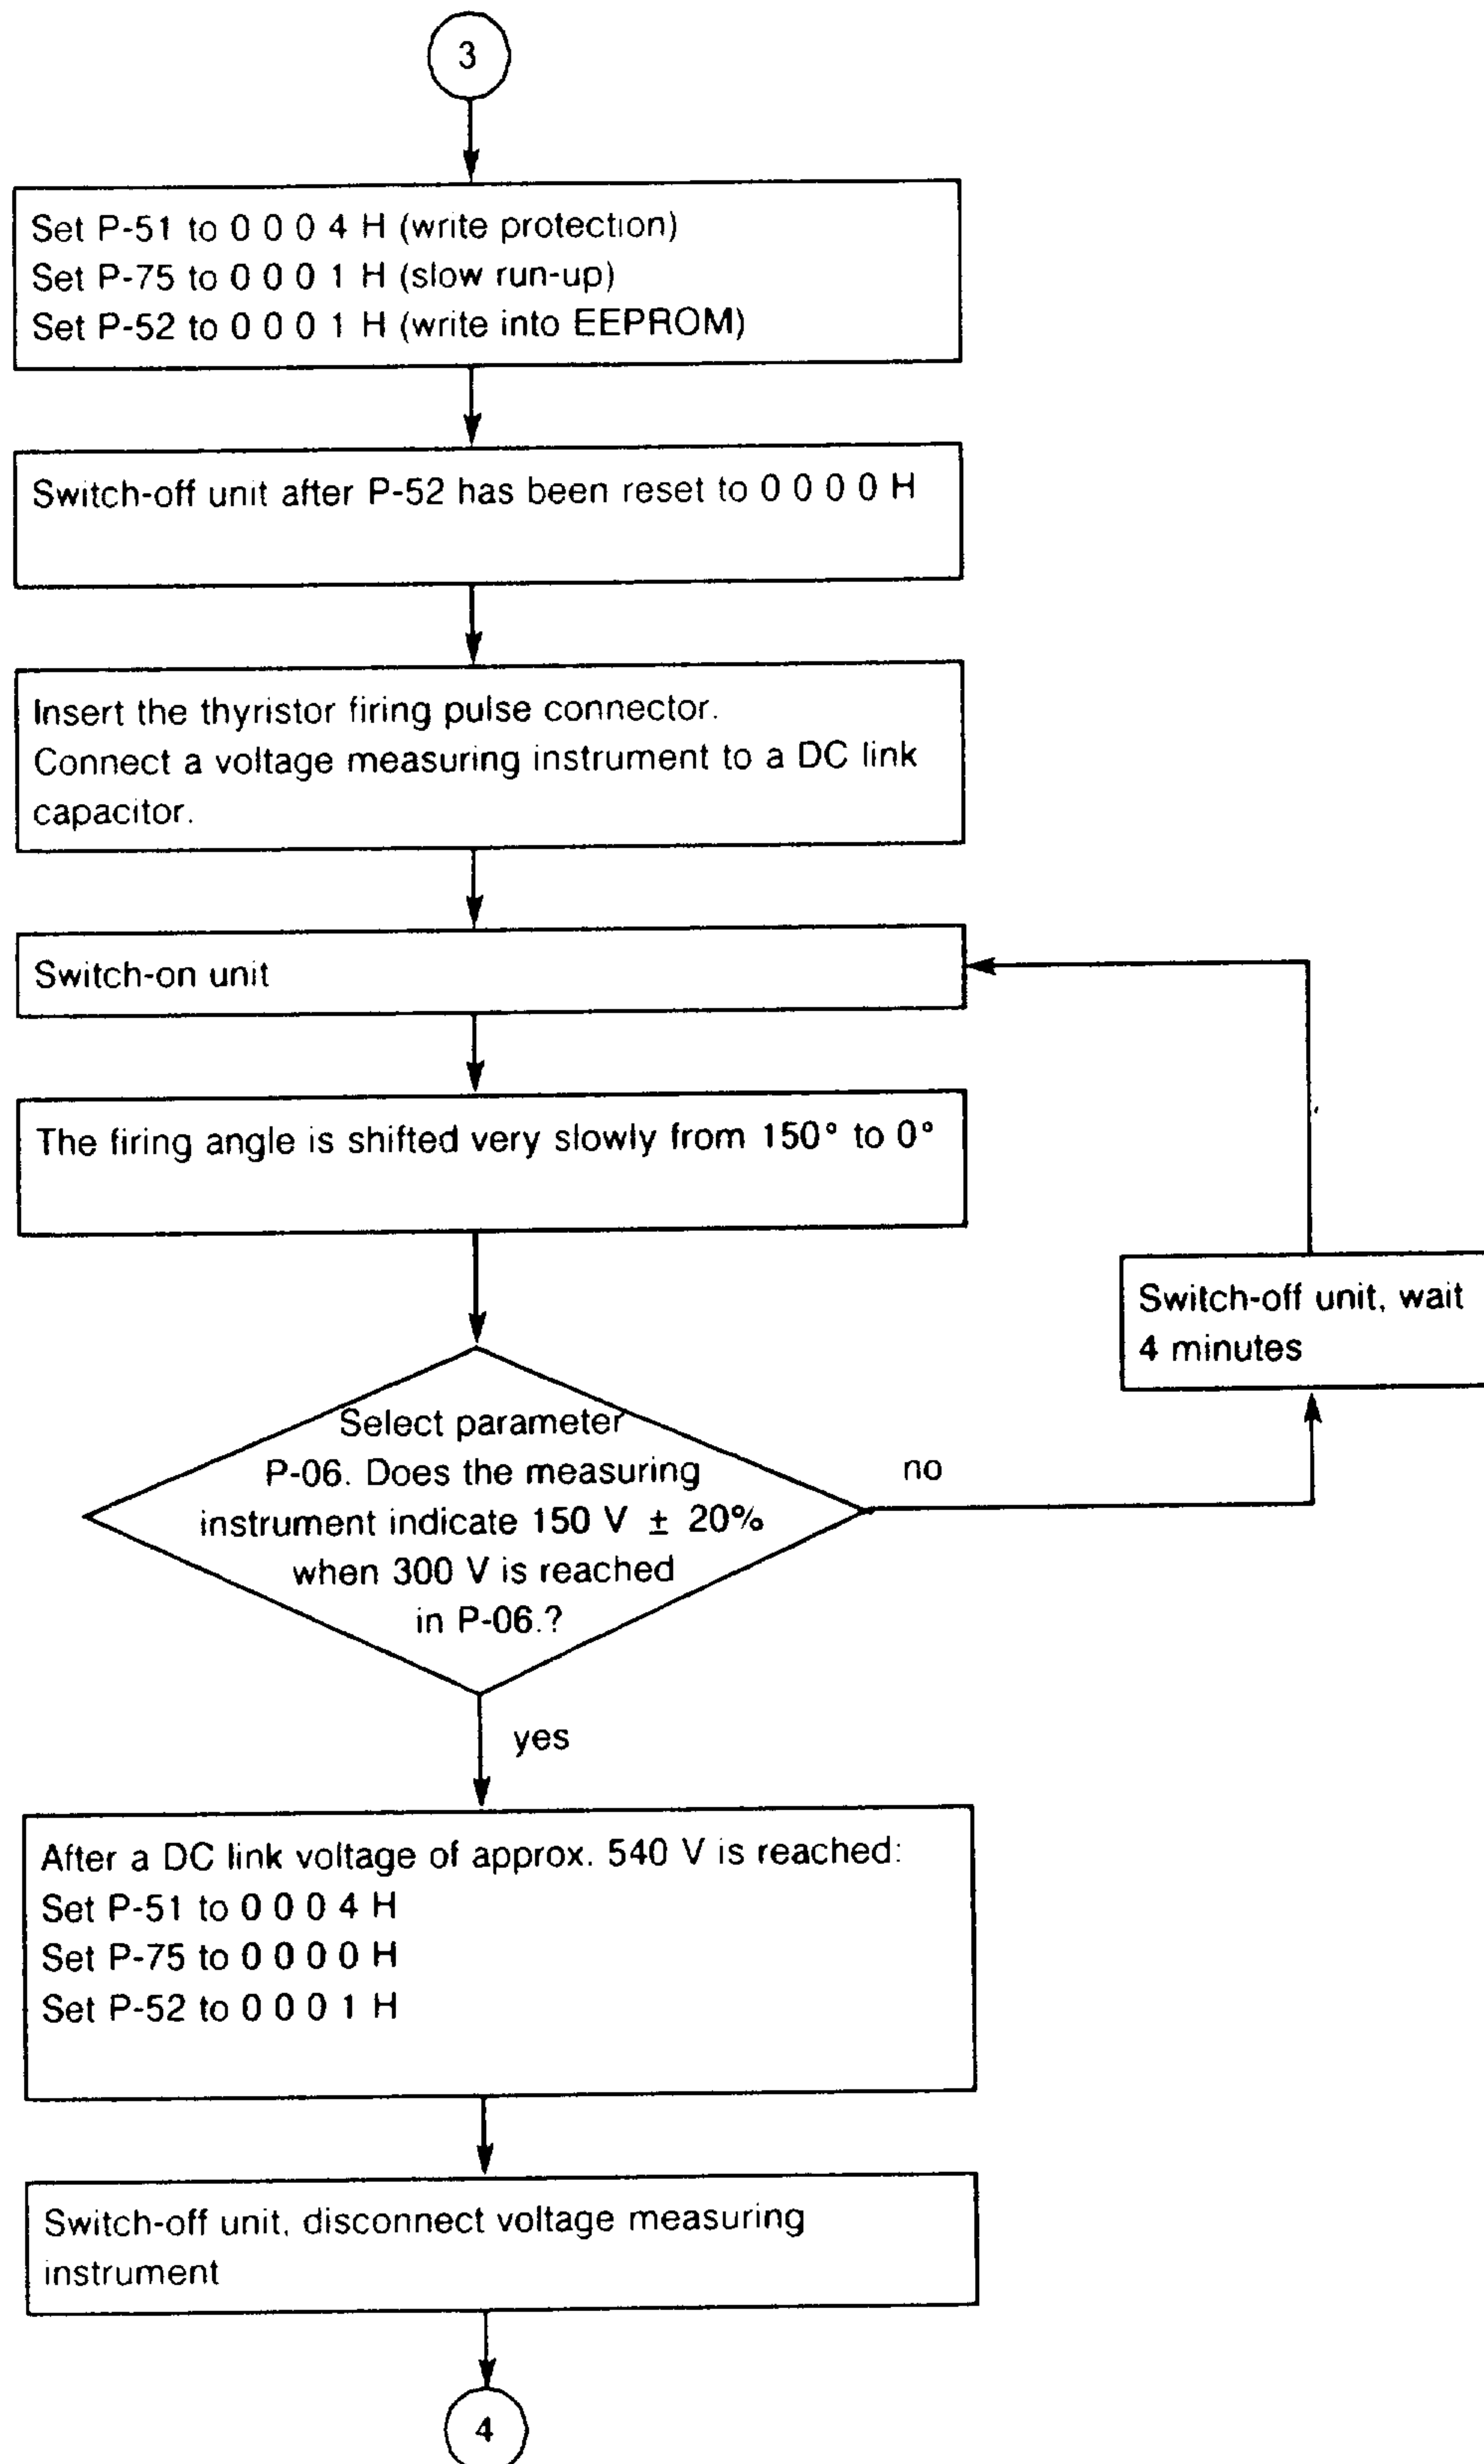 3
Set P-51 to 0 0 0 4 H (write protection)
Set P-75 to 0 0 0 1 H (slow run-up)
Set P-52 to 0 0 0 1 H (write into EEPROM)
Switch-off unit after P-52 has been reset to 0 0 0 0 H
Insert the thyristor firing pulse connector.
Connect a voltage measuring instrument to a DC link
capacitor.
Switch-on unit
The firing angle is shifted very slowly from 150° to 0°
Switch-off unit, wait
4 minutes
Select parameter
P-06. Does the measuring
instrument indicate 150 V ± 20%
when 300 V is reached
in P-06.?
no
yes
After a DC link voltage of approx. 540 V is reached:
Set P-51 to 0 0 0 4 H
Set P-75 to 0 0 0 0 H
Set P-52 to 0 0 0 1 H
Switch-off unit, disconnect voltage measuring
instrument
4